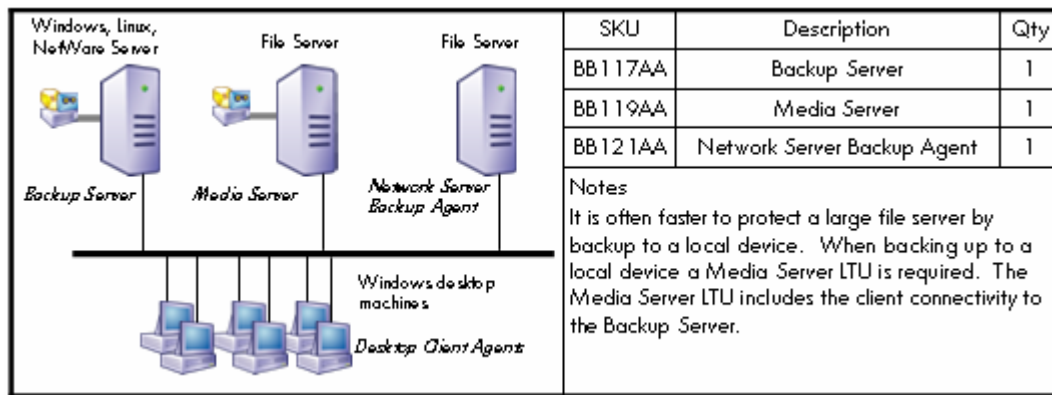 Windows, Linux,
NetWare Server
File Server
File Server
Backup Server
Media Server
Network Server
Backup Agent
Windows desktop
machines
Desktop Client Agents
SKU Description Qty
BB117AA Backup Server 1
BB119AA Media Server 1
BB121AA Network Server Backup Agent 1
Notes
It is often faster to protect a large file server by
backup to a local device. When backing up to a
local device a Media Server LTU is required. The
Media Server LTU includes the client connectivity to
the Backup Server.